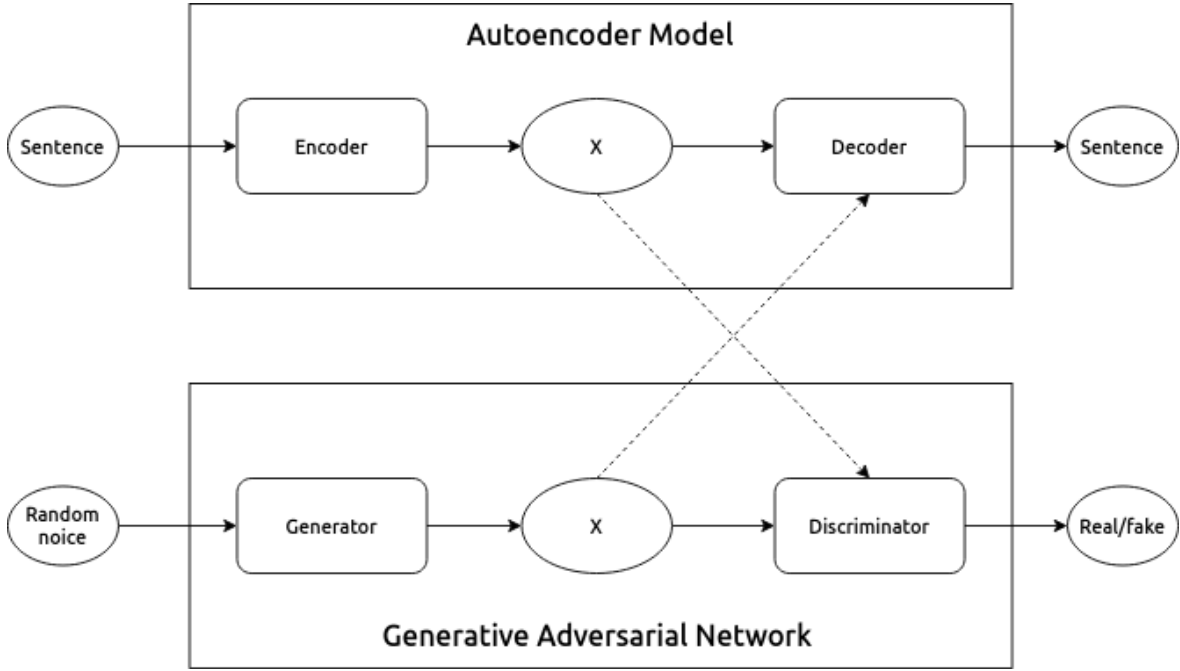 Autoencoder Model
Sentence
Encoder
X
Decoder
Sentence
Random
noice
Generator
X
Discriminator
Real/fake
Generative Adversarial Network